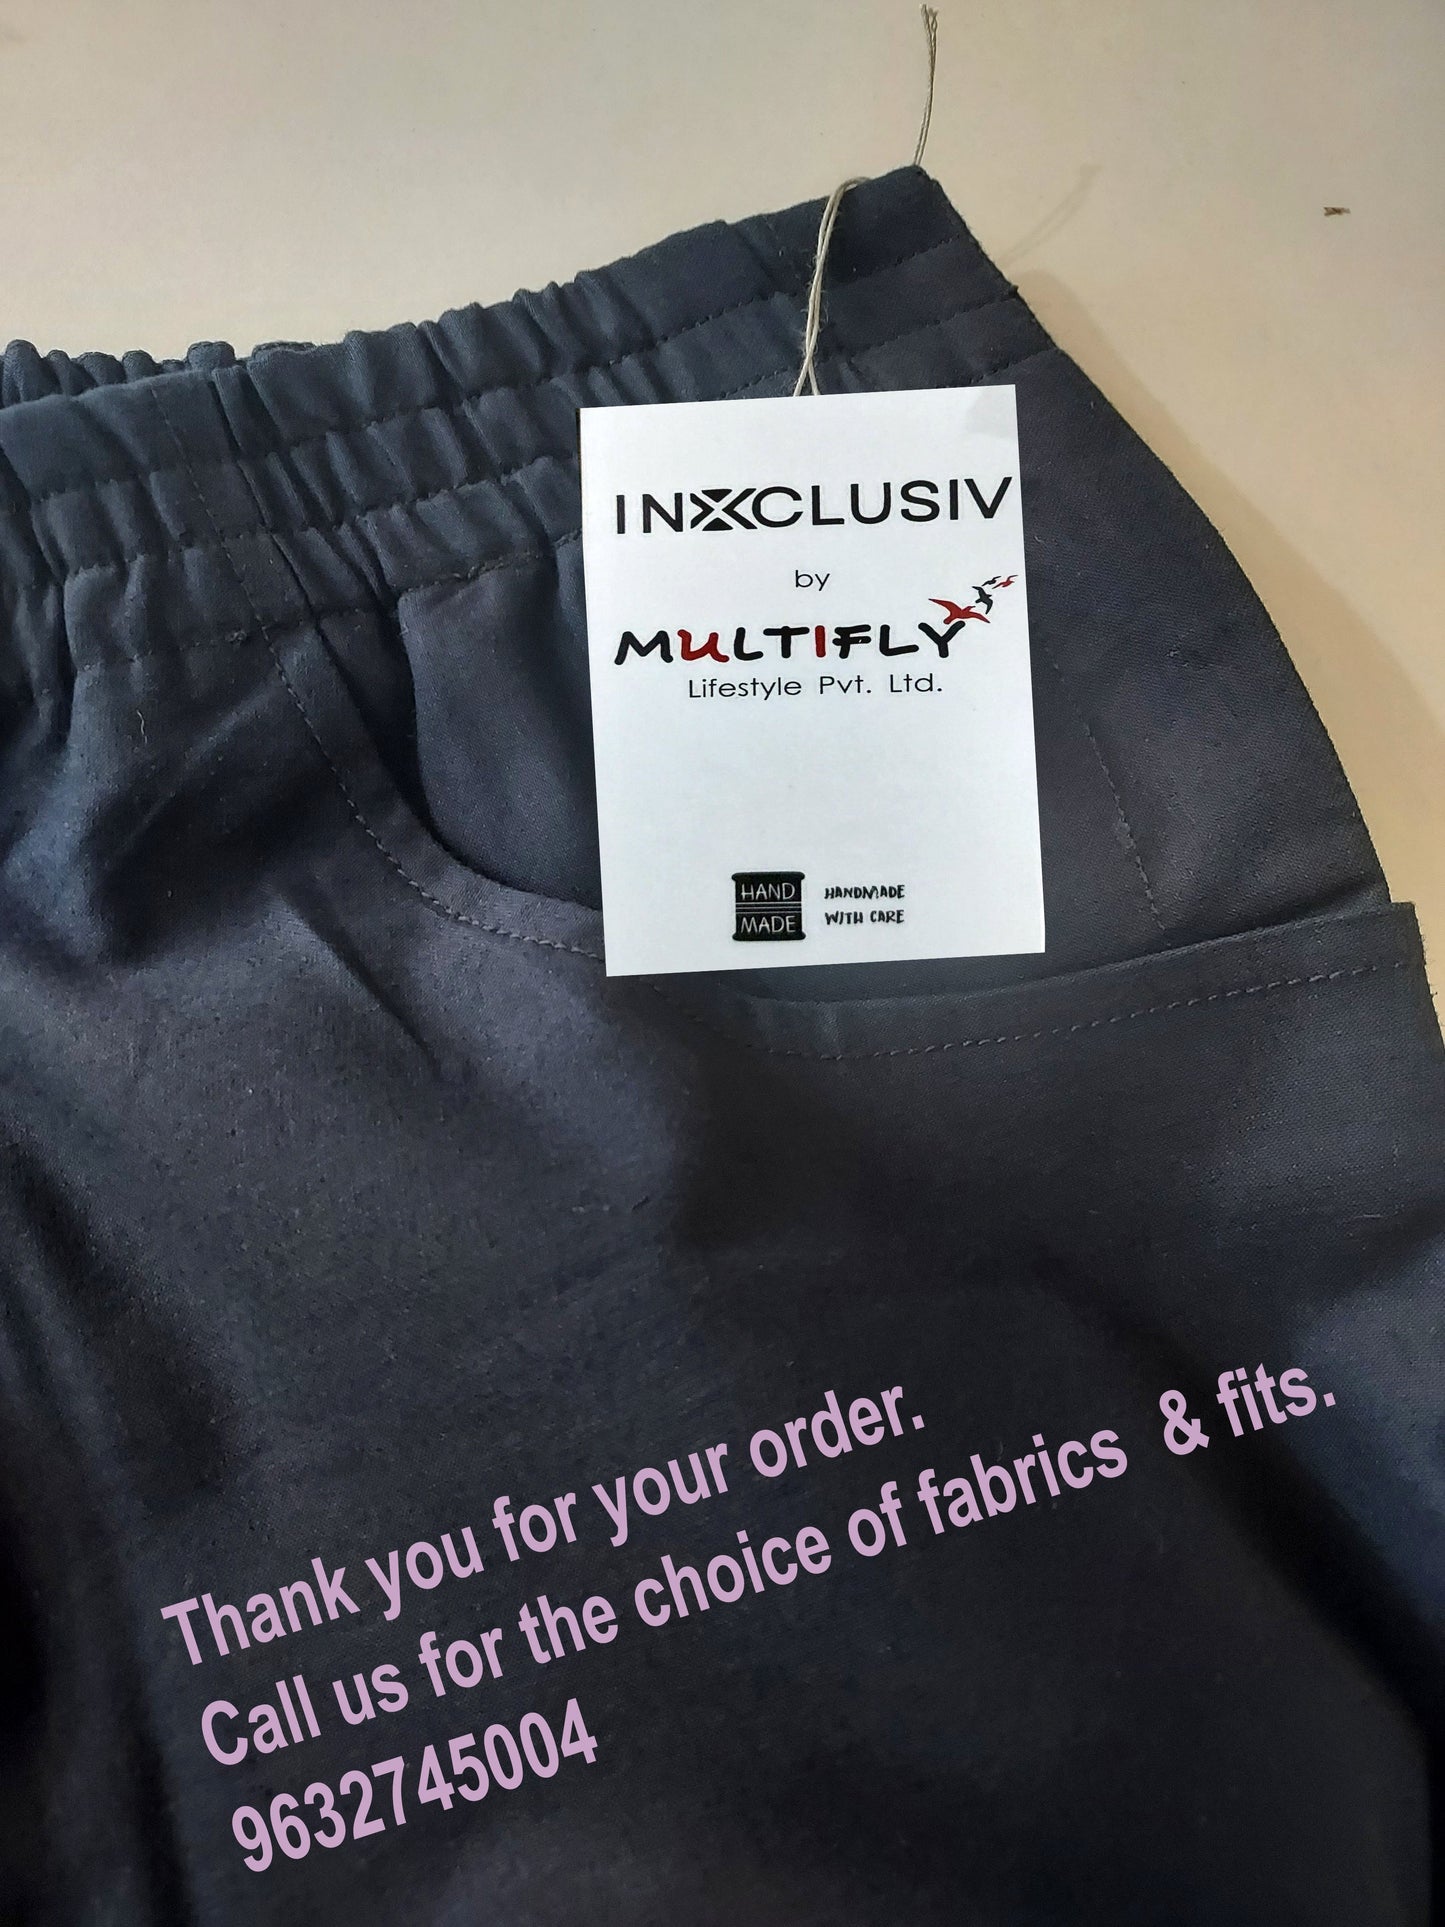 INXCLUSIV
by
MULTIFLY
Lifestyle Pvt. Ltd.
HAND
MADE
HANDMADE
WITH CARE
Thank you for your order.
Call us for the choice of fabrics & fits.
9632745004